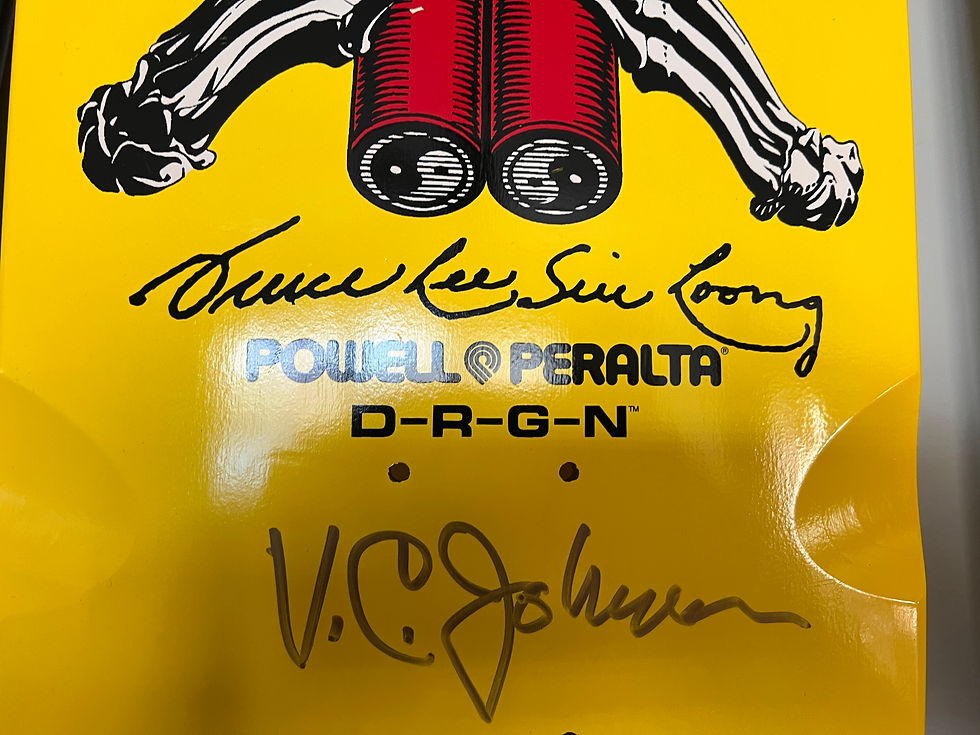 Bruce Lee Siu Loong
POWELL PERALTA®
D–R–G–N™
V.C. Johnson